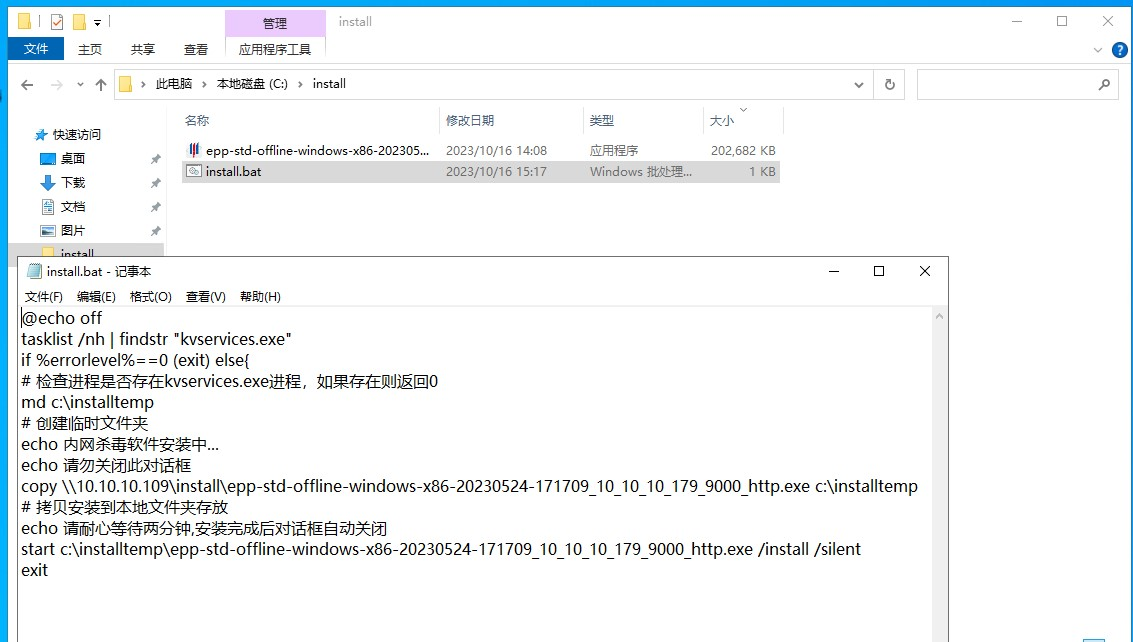 管理
install
文件
主页
共享
查看
应用程序工具
此电脑 › 本地磁盘 (C:) › install
名称
修改日期
类型
大小
快速访问
桌面
下载
文档
图片
install
epp-std-offline-windows-x86-202305...
2023/10/16 14:08
应用程序
202,682 KB
install.bat
2023/10/16 15:17
Windows 批处理...
1 KB
install.bat - 记事本
文件(F) 编辑(E) 格式(O) 查看(V) 帮助(H)
@echo off
tasklist /nh | findstr "kvservices.exe"
if %errorlevel%==0 (exit) else{
# 检查进程是否存在kvservices.exe进程，如果存在则返回0
md c:\installtemp
# 创建临时文件夹
echo 内网杀毒软件安装中...
echo 请勿关闭此对话框
copy \\10.10.10.109\install\epp-std-offline-windows-x86-20230524-171709_10_10_10_179_9000_http.exe c:\installtemp
# 拷贝安装到本地文件夹存放
echo 请耐心等待两分钟,安装完成后对话框自动关闭
start c:\installtemp\epp-std-offline-windows-x86-20230524-171709_10_10_10_179_9000_http.exe /install /silent
exit